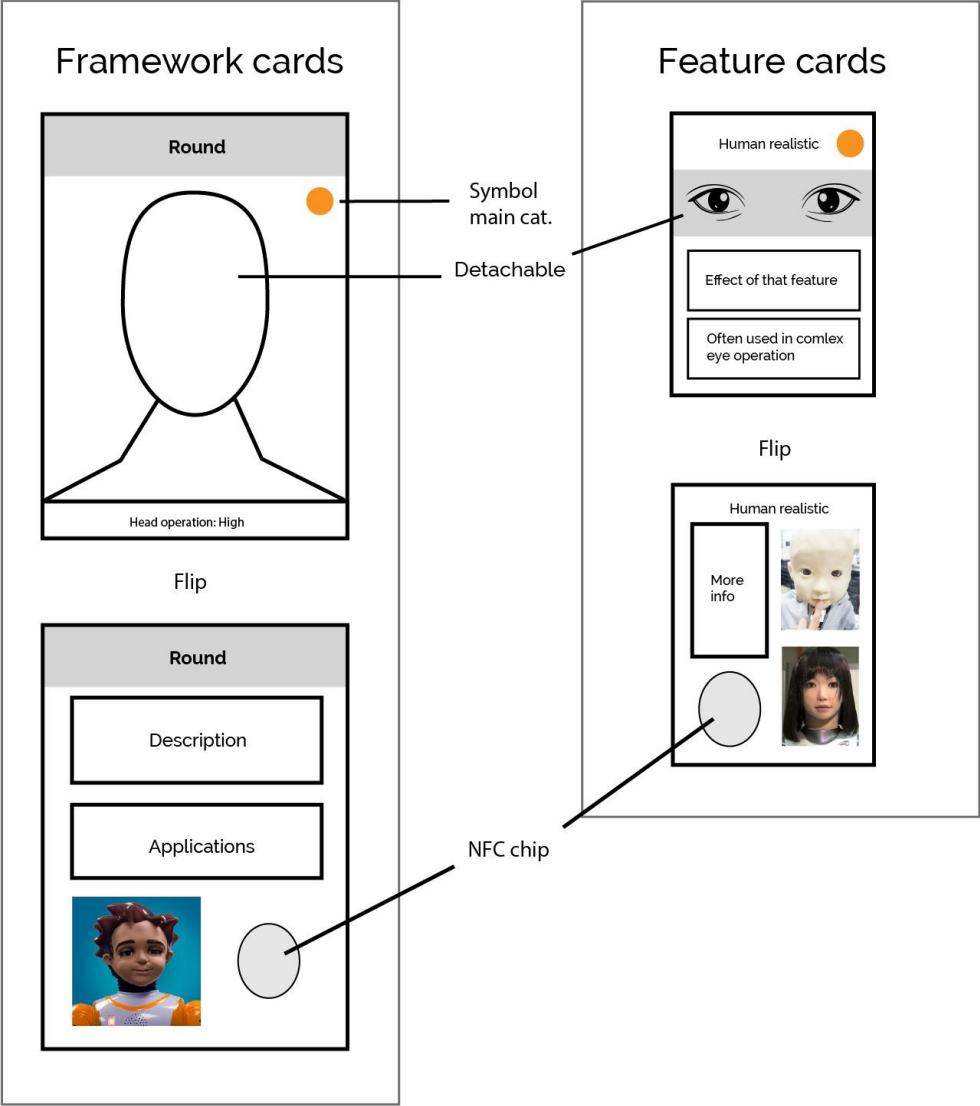 Framework cards
Round
Head operation: High
Flip
Round
Description
Applications
Symbol
main cat.
Detachable
NFC chip
Feature cards
Human realistic
Effect of that feature
Often used in comlex
eye operation
Flip
Human realistic
More
info